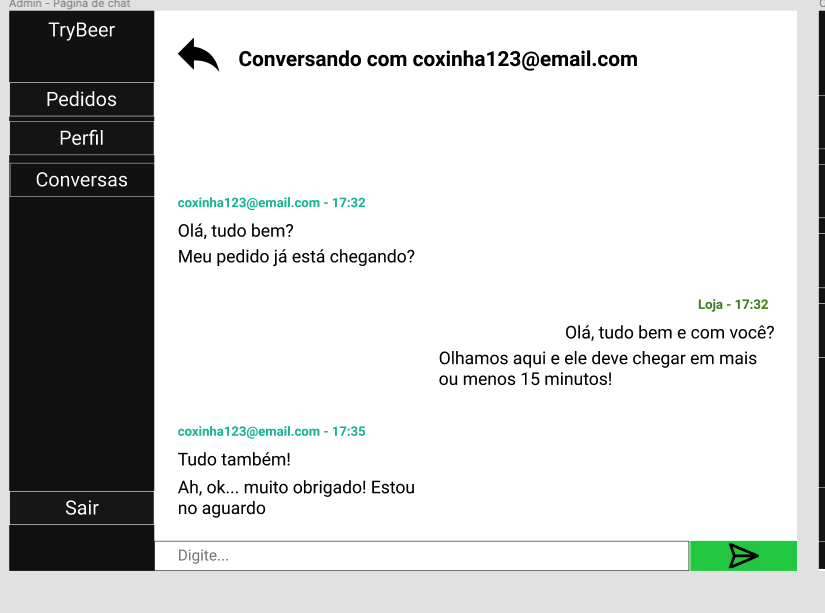 Admin - Página de chat
TryBeer
Pedidos
Perfil
Conversas
Sair
Conversando com coxinha123@email.com
coxinha123@email.com - 17:32
Olá, tudo bem?
Meu pedido já está chegando?
Loja - 17:32
Olá, tudo bem e com você?
Olhamos aqui e ele deve chegar em mais
ou menos 15 minutos!
coxinha123@email.com - 17:35
Tudo também!
Ah, ok... muito obrigado! Estou
no aguardo
Digite...